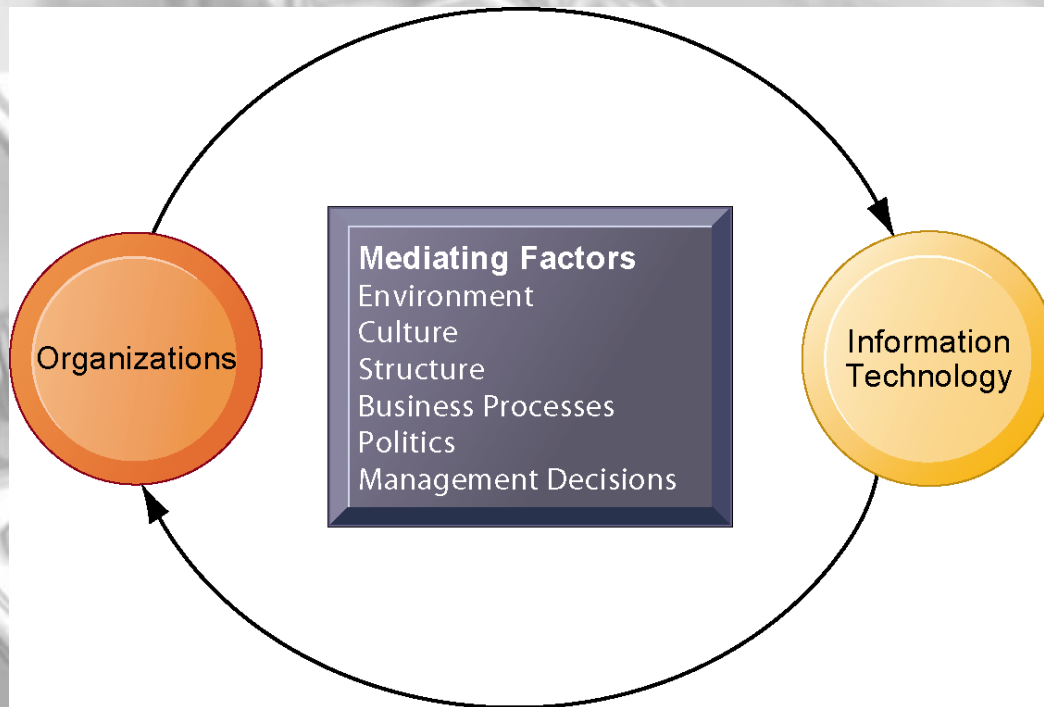 Organizations
Mediating Factors
Environment
Culture
Structure
Business Processes
Politics
Management Decisions
Information
Technology